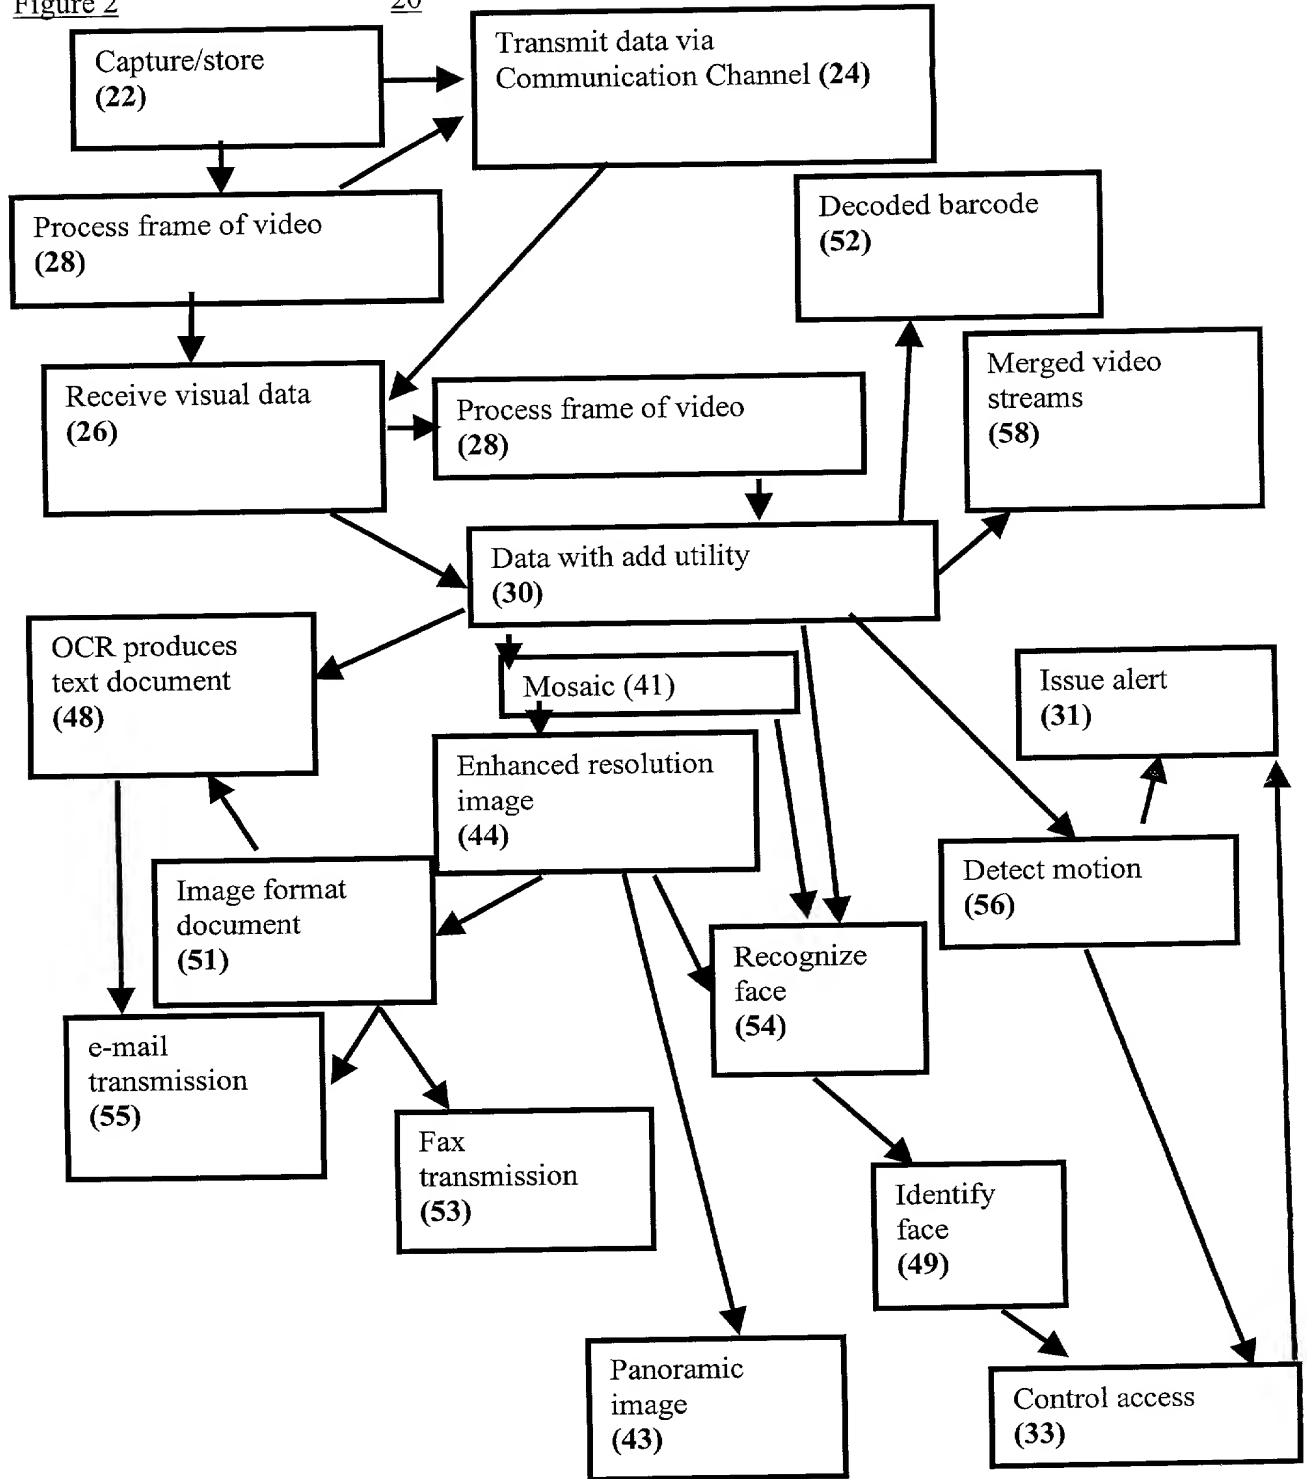 Figure 2
20
Capture/store
(22)
Transmit data via
Communication Channel (24)
Process frame of video
(28)
Decoded barcode
(52)
Merged video
streams
(58)
Receive visual data
(26)
Process frame of video
(28)
Data with add utility
(30)
OCR produces
text document
(48)
Mosaic (41)
Issue alert
(31)
Enhanced resolution
image
(44)
Detect motion
(56)
Image format
document
(51)
Recognize
face
(54)
e-mail
transmission
(55)
Fax
transmission
(53)
Identify
face
(49)
Panoramic
image
(43)
Control access
(33)